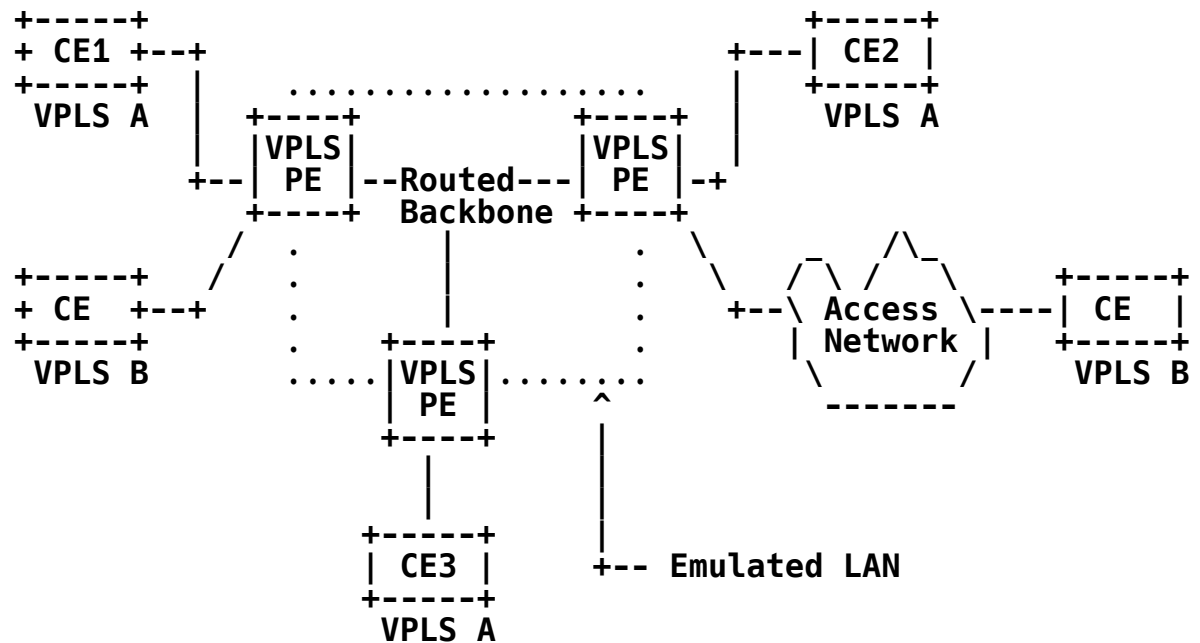 +-----+                                              +-----+
+ CE1 +--+                                      +---| CE2 |
+-----+  |    ...................     |   +-----+
VPLS A   |  +----+           +----+   |   VPLS A
|  |VPLS|           |VPLS|   |
+--| PE |--Routed---| PE |-+
+----+  Backbone +----+
/  .       |         .  \      _   /\_
+-----+   /   .       |         .   \   / \ /   \     +-----+
+ CE  +--+    .       |         .    +--\ Access \----| CE  |
+-----+       .    +----+       .       | Network |   +-----+
VPLS B        .....|VPLS|........        \       /     VPLS B
| PE |     ^            -------
+----+     |
|        |
|        |
+-----+     |
| CE3 |     +-- Emulated LAN
+-----+
VPLS A